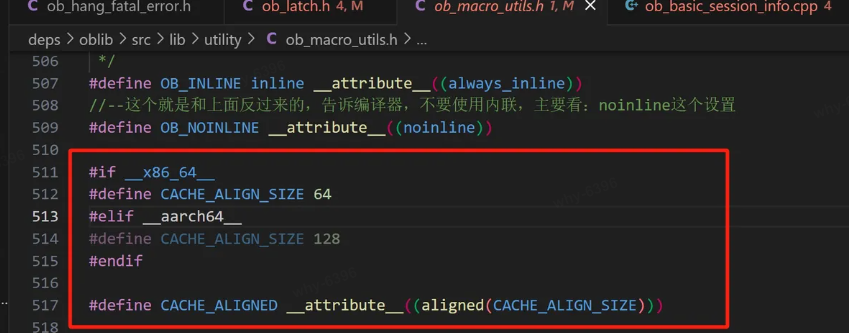 ob_hang_fatal_error.h
ob_latch.h 4, M
ob_macro_utils.h 1, M
ob_basic_session_info.cpp 4
deps > oblib > src > lib > utility > C ob_macro_utils.h > ...
506 */
507 #define OB_INLINE inline __attribute__((always_inline))
508 //--这个就是和上面反过来的，告诉编译器，不要使用内联，主要看：noinline这个设置
509 #define OB_NOINLINE __attribute__((noinline))
510
511 #if __x86_64__
512 #define CACHE_ALIGN_SIZE 64
513 #elif __aarch64__
514 #define CACHE_ALIGN_SIZE 128
515 #endif
516
517 #define CACHE_ALIGNED __attribute__((aligned(CACHE_ALIGN_SIZE)))
518